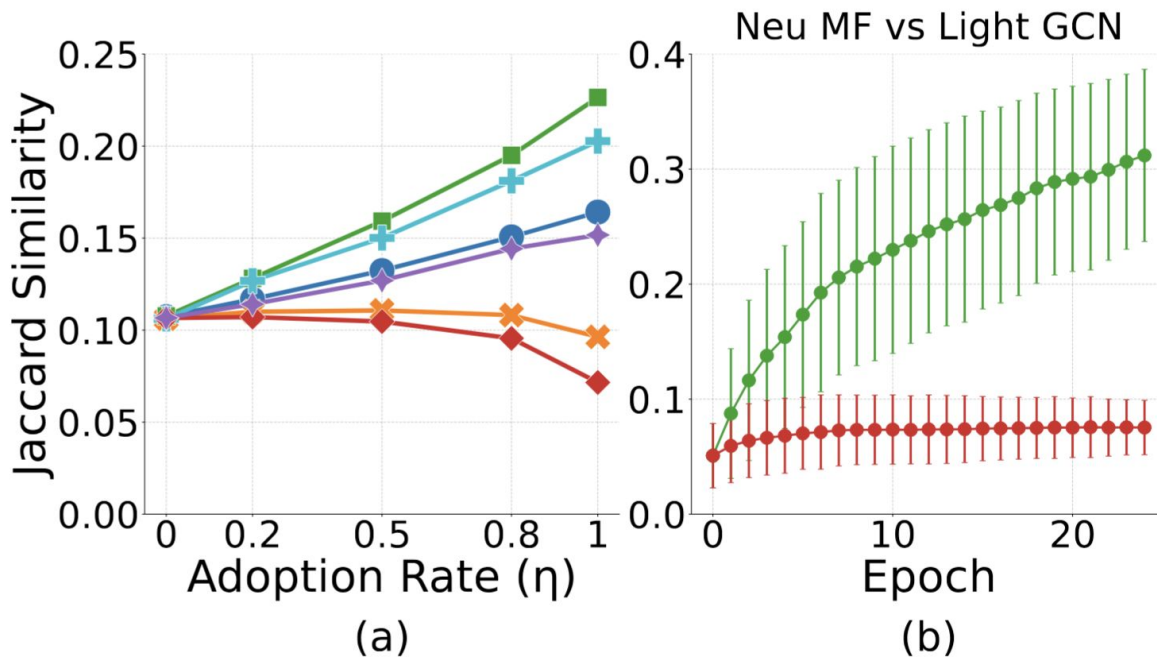 Neu MF vs Light GCN
Jaccard Similarity
0.25
0.20
0.15
0.10
0.05
0.00
0 0.2 0.5 0.8 1
Adoption Rate (η)
(a)
0.4
0.3
0.2
0.1
0.0
0 10 20
Epoch
(b)